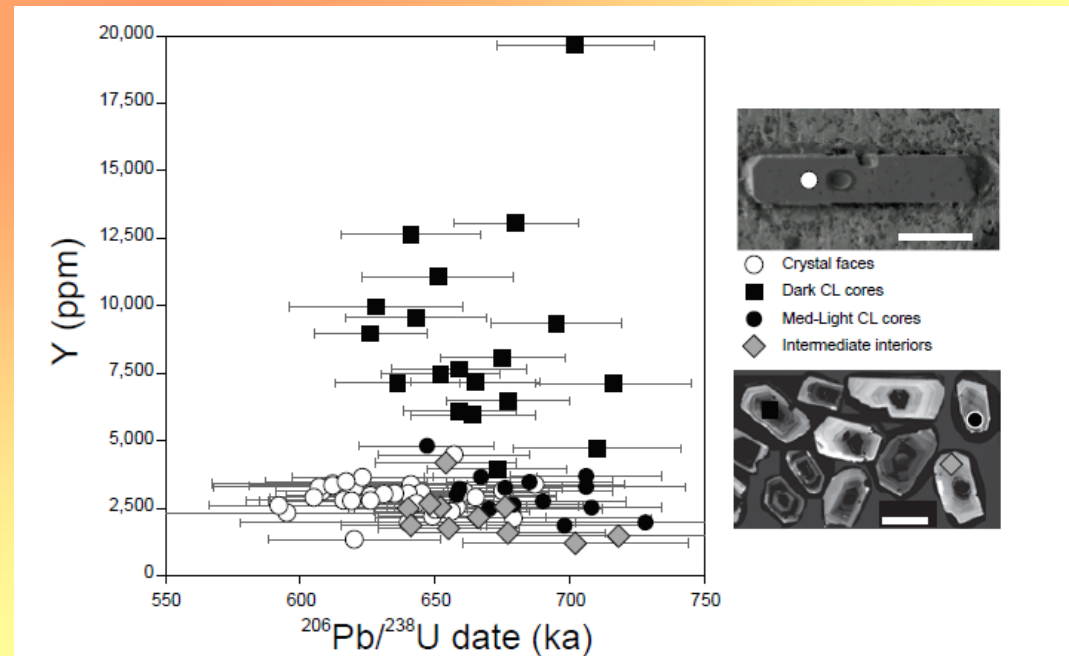 20,000
17,500
15,000
12,500
10,000
7,500
5,000
2,500
0
Y (ppm)
550
600
650
700
750
²⁰⁶Pb/²³⁸U date (ka)
Crystal faces
Dark CL cores
Med-Light CL cores
Intermediate interiors